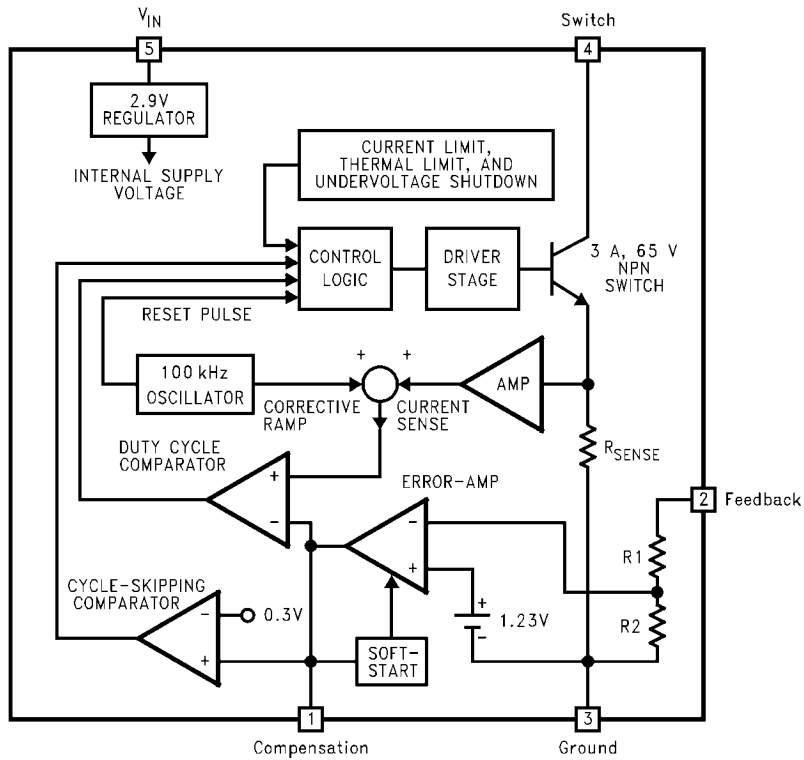 V_IN
Switch
5
4
2.9V
REGULATOR
INTERNAL SUPPLY
VOLTAGE
CURRENT LIMIT,
THERMAL LIMIT, AND
UNDERVOLTAGE SHUTDOWN
CONTROL
LOGIC
DRIVER
STAGE
3 A, 65 V
NPN
SWITCH
RESET PULSE
100 kHz
OSCILLATOR
+
+
AMP
CORRECTIVE
RAMP
CURRENT
SENSE
R_SENSE
DUTY CYCLE
COMPARATOR
+
−
ERROR-AMP
−
+
2
Feedback
R1
R2
+
1.23V
−
CYCLE-SKIPPING
COMPARATOR
−
0.3V
+
SOFT-
START
1
3
Compensation
Ground